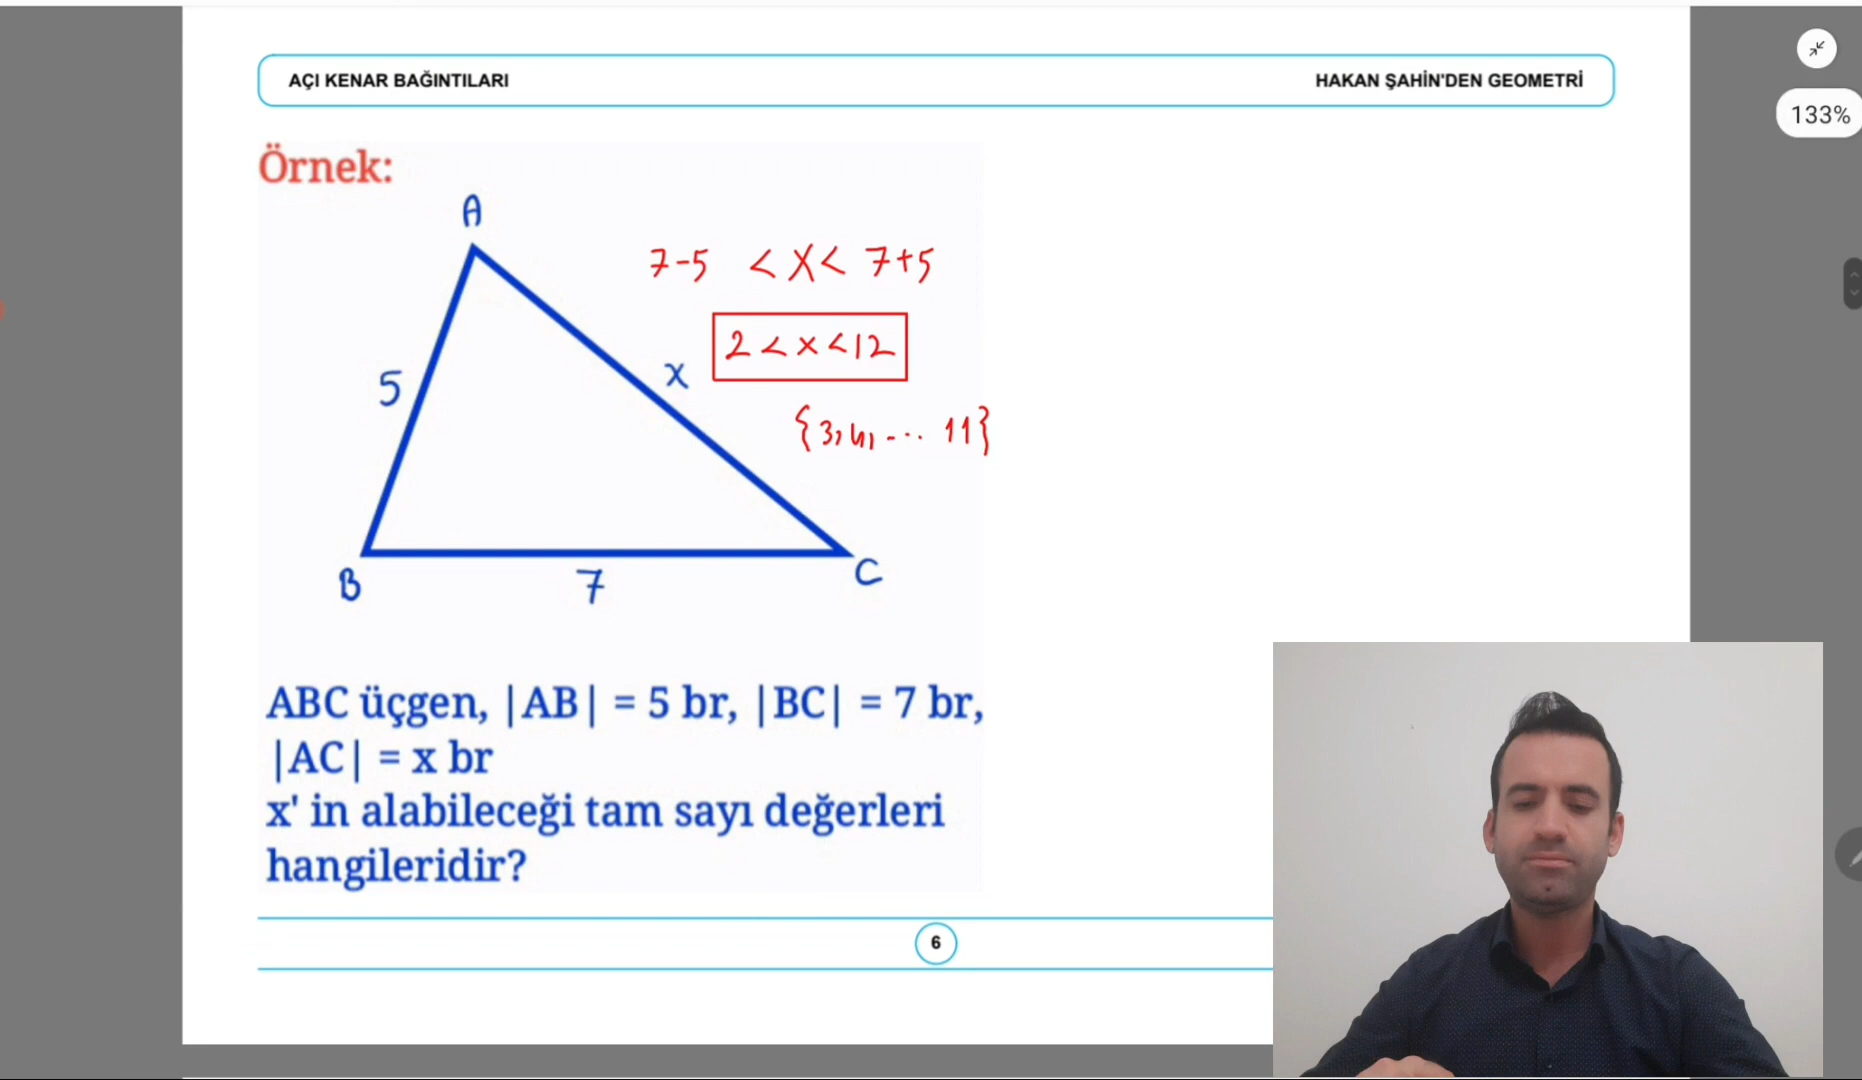 AÇI KENAR BAĞINTILARI
HAKAN ŞAHİN'DEN GEOMETRİ
133%
Örnek:
A
7-5 < x < 7+5
2 < x < 12
5
x
{3, 4, ... 11}
B
7
C
ABC üçgen, |AB| = 5 br, |BC| = 7 br,
|AC| = x br
x' in alabileceği tam sayı değerleri
hangileridir?
6